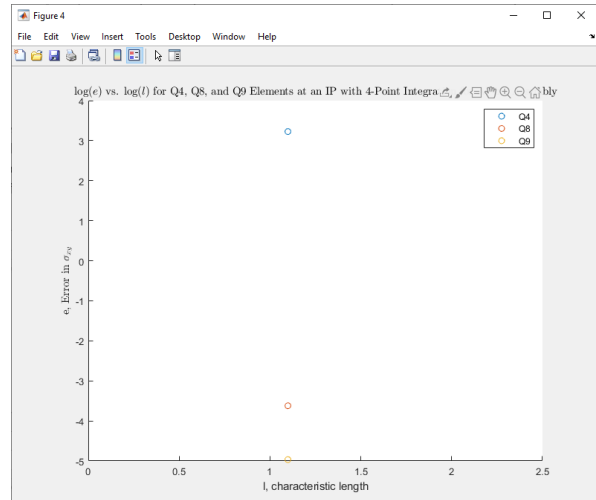 Figure 4
File Edit View Insert Tools Desktop Window Help
log(e) vs. log(l) for Q4, Q8, and Q9 Elements at an IP with 4-Point Integra bly
Q4
Q8
Q9
e, Error in σxy
4
3
2
1
0
-1
-2
-3
-4
-5
0 0.5 1 1.5 2 2.5
l, characteristic length